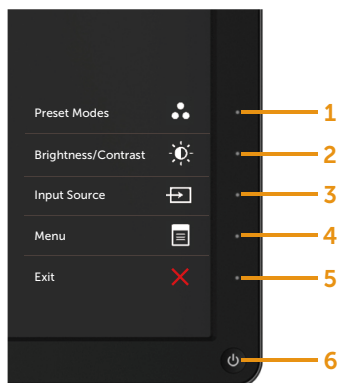 Preset Modes
1
Brightness/Contrast
2
Input Source
3
Menu
4
Exit
5
6